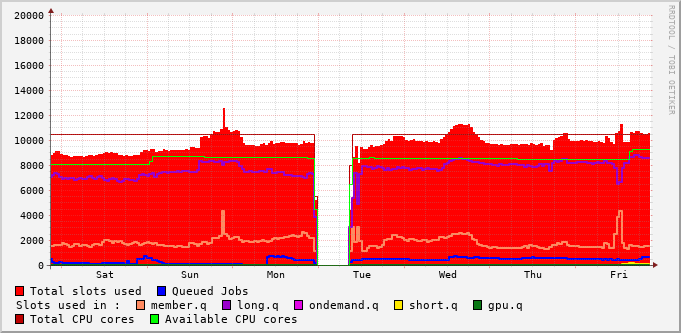 20000
18000
16000
14000
12000
10000
8000
6000
4000
2000
0
Sat Sun Mon Tue Wed Thu Fri
RRDTOOL / TOBI OETIKER
Total slots used Queued Jobs
Slots used in : member.q long.q ondemand.q short.q gpu.q
Total CPU cores Available CPU cores